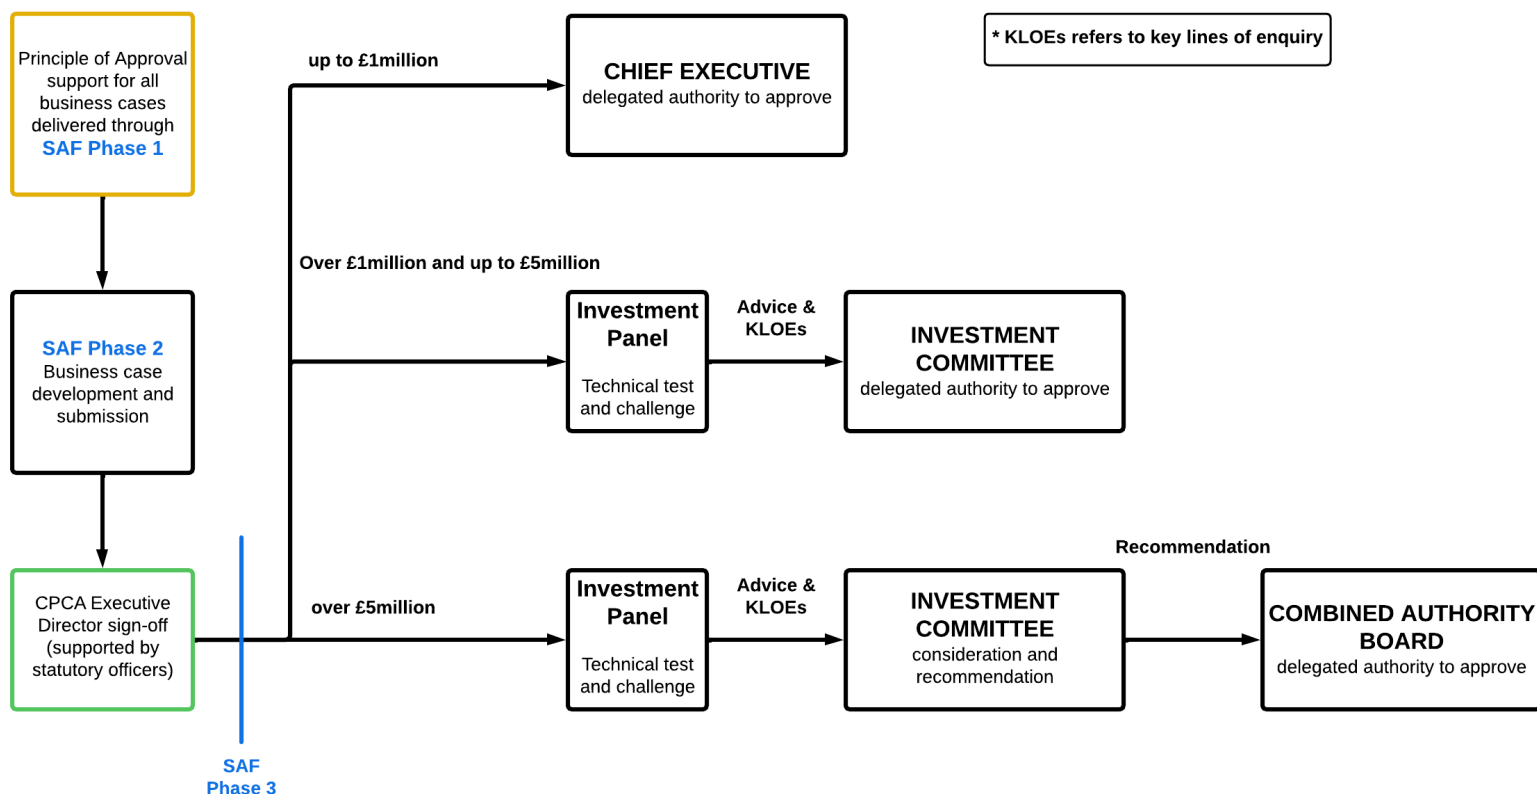 Principle of Approval
support for all
business cases
delivered through
SAF Phase 1
SAF Phase 2
Business case
development and
submission
CPCA Executive
Director sign-off
(supported by
statutory officers)
SAF
Phase 3
up to £1million
CHIEF EXECUTIVE
delegated authority to approve
* KLOEs refers to key lines of enquiry
Over £1million and up to £5million
Investment
Panel
Technical test
and challenge
Advice &
KLOEs
INVESTMENT
COMMITTEE
delegated authority to approve
over £5million
Investment
Panel
Technical test
and challenge
Advice &
KLOEs
INVESTMENT
COMMITTEE
consideration and
recommendation
Recommendation
COMBINED AUTHORITY
BOARD
delegated authority to approve